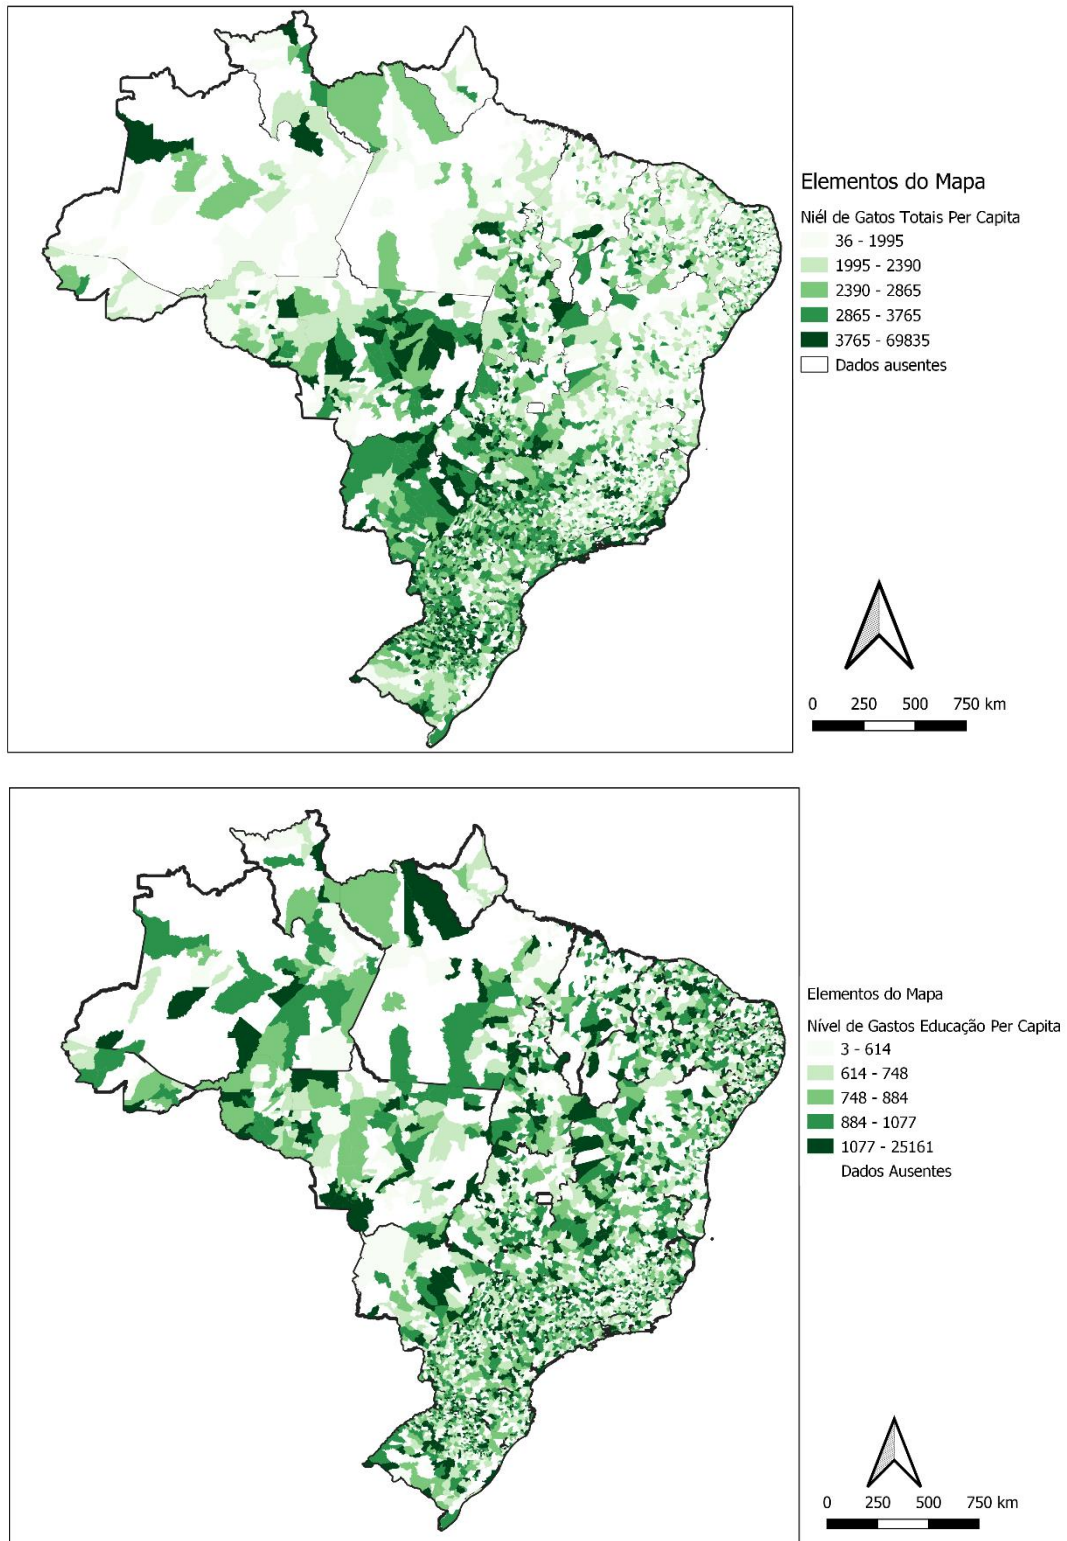 Elementos do Mapa
Niél de Gatos Totais Per Capita
36 - 1995
1995 - 2390
2390 - 2865
2865 - 3765
3765 - 69835
Dados ausentes
0 250 500 750 km
Elementos do Mapa
Nível de Gastos Educação Per Capita
3 - 614
614 - 748
748 - 884
884 - 1077
1077 - 25161
Dados Ausentes
0 250 500 750 km